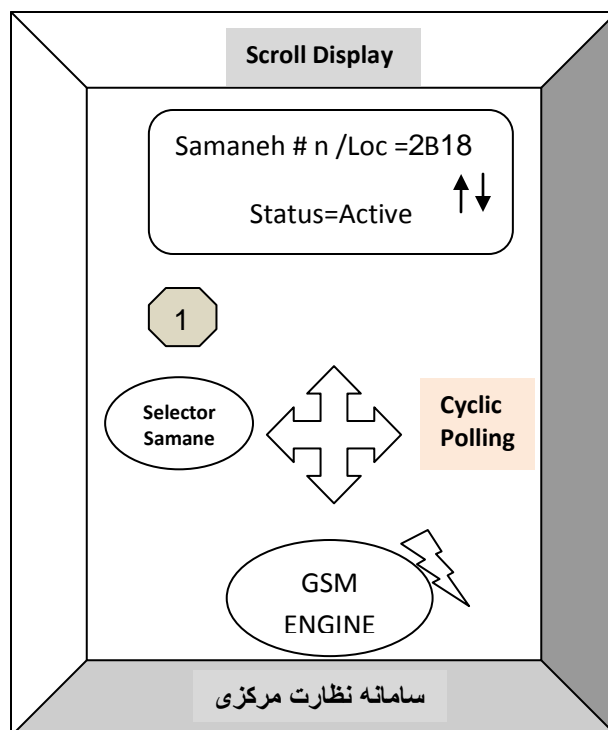 Scroll Display
Samaneh # n /Loc =2B18
Status=Active
1
Selector
Samane
Cyclic
Polling
GSM
ENGINE
سامانه نظارت مرکزی